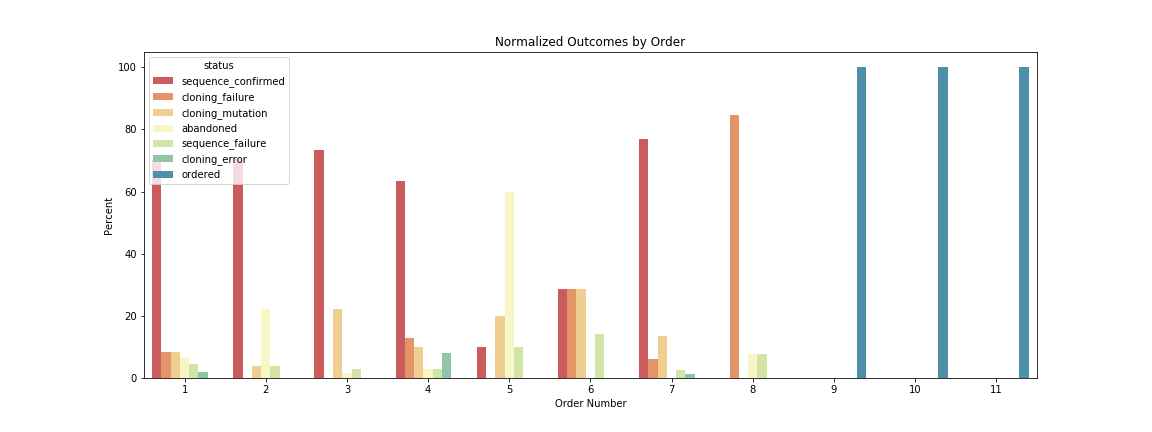 Normalized Outcomes by Order
status
sequence_confirmed
cloning_failure
cloning_mutation
abandoned
sequence_failure
cloning_error
ordered
100
80
60
40
20
0
Percent
1 2 3 4 5 6 7 8 9 10 11
Order Number